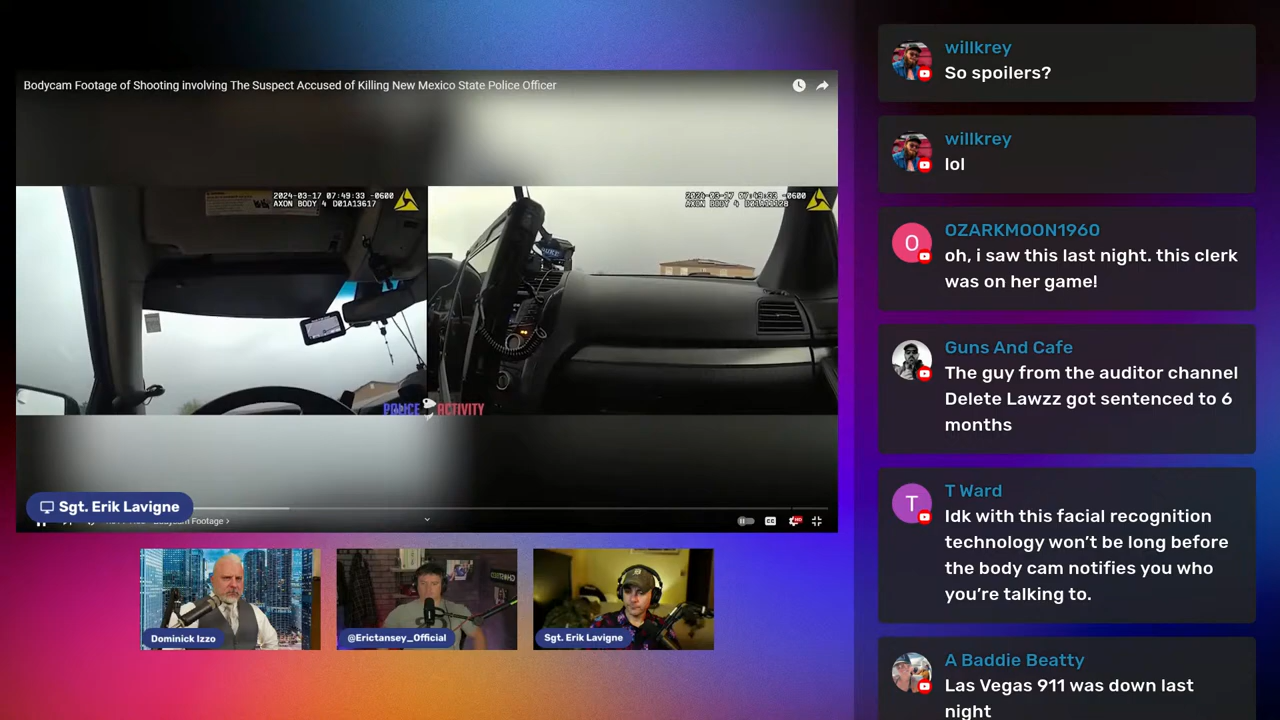 Bodycam Footage of Shooting involving The Suspect Accused of Killing New Mexico State Police Officer
2024-03-17 07:49:33 -0600
AXON BODY 4 D01A13617
2024-03-17 07:49:33 -0600
AXON BODY 4
POLICE ACTIVITY
Sgt. Erik Lavigne
Bodycam Footage >
CC
HD
Dominick Izzo
@Erictansey_Official
Sgt. Erik Lavigne
willkrey
So spoilers?
willkrey
lol
O
OZARKMOON1960
oh, i saw this last night. this clerk
was on her game!
Guns And Cafe
The guy from the auditor channel
Delete Lawzz got sentenced to 6
months
T
T Ward
Idk with this facial recognition
technology won't be long before
the body cam notifies you who
you're talking to.
A Baddie Beatty
Las Vegas 911 was down last
night